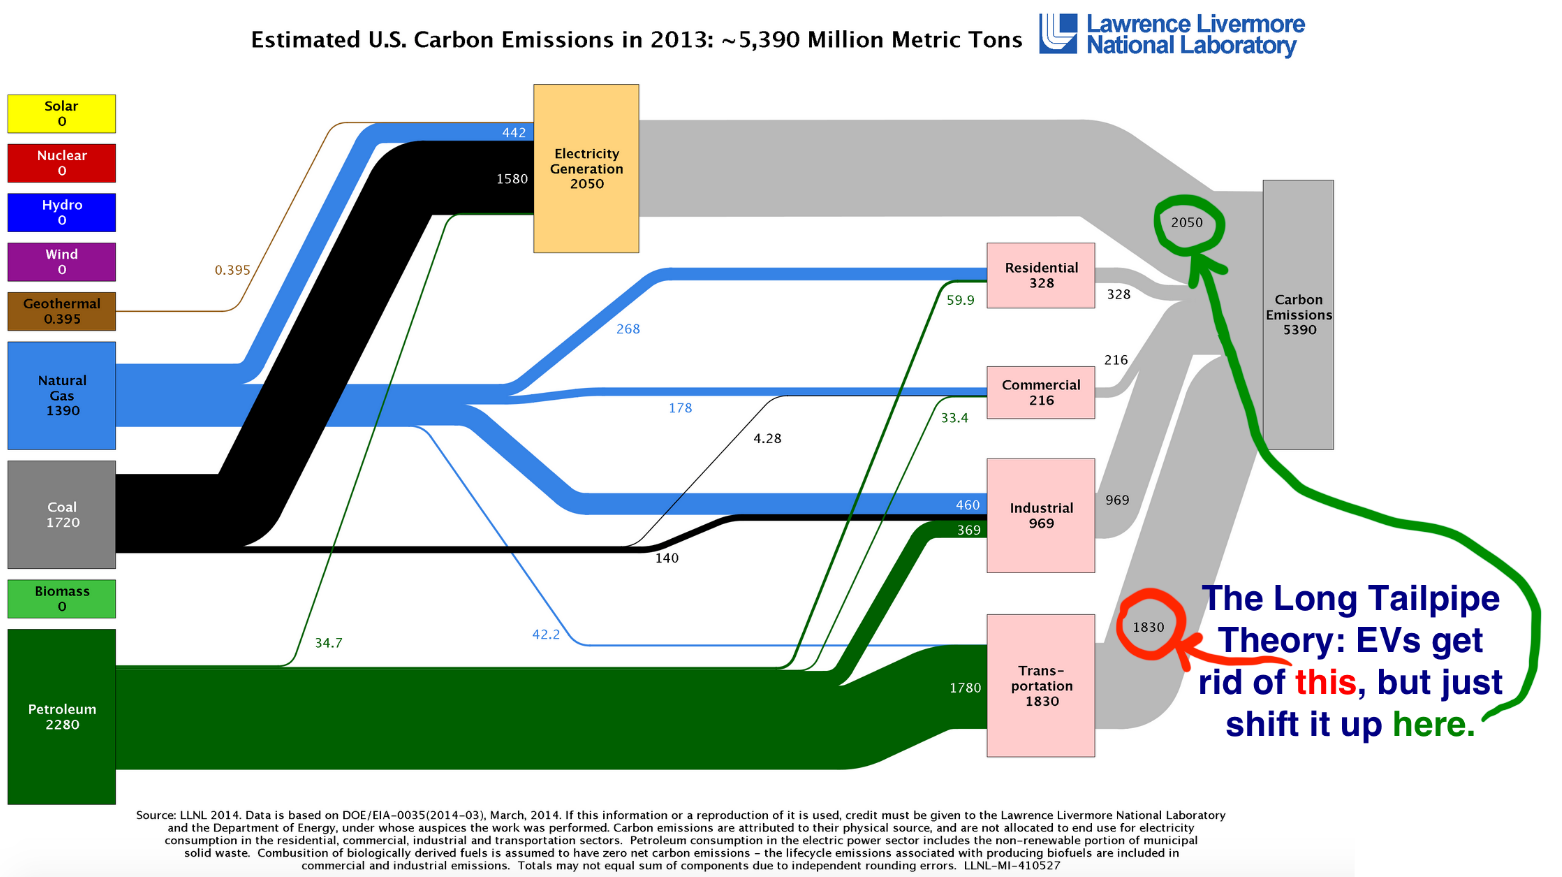 Estimated U.S. Carbon Emissions in 2013: ~5,390 Million Metric Tons
Lawrence Livermore
National Laboratory
Solar
0
Nuclear
0
Hydro
0
Wind
0
Geothermal
0.395
Natural
Gas
1390
Coal
1720
Biomass
0
Petroleum
2280
0.395
442
1580
34.7
Electricity
Generation
2050
268
178
4.28
460
140
42.2
59.9
33.4
369
1780
Residential
328
Commercial
216
Industrial
969
Trans-
portation
1830
2050
328
216
969
1830
Carbon
Emissions
5390
The Long Tailpipe
Theory: EVs get
rid of this, but just
shift it up here.
Source: LLNL 2014. Data is based on DOE/EIA-0035(2014-03), March, 2014. If this information or a reproduction of it is used, credit must be given to the Lawrence Livermore National Laboratory
and the Department of Energy, under whose auspices the work was performed. Carbon emissions are attributed to their physical source, and are not allocated to end use for electricity
consumption in the residential, commercial, industrial and transportation sectors.  Petroleum consumption in the electric power sector includes the non-renewable portion of municipal
solid waste.  Combustion of biologically derived fuels is assumed to have zero net carbon emissions - the lifecycle emissions associated with producing biofuels are included in
commercial and industrial emissions.  Totals may not equal sum of components due to independent rounding errors.  LLNL-MI-410527